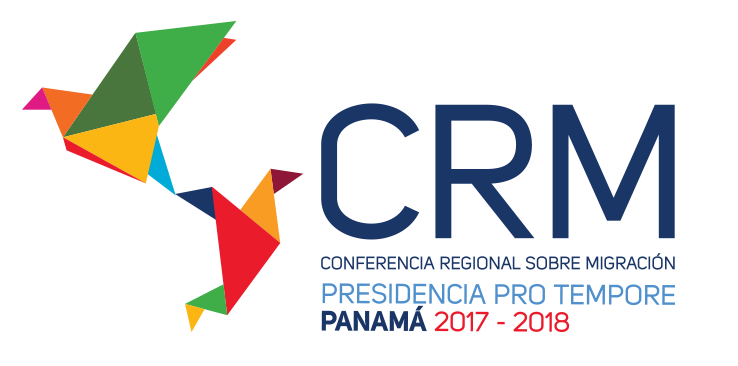 CRM
CONFERENCIA REGIONAL SOBRE MIGRACIÓN
PRESIDENCIA PRO TEMPORE
PANAMÁ 2017 - 2018